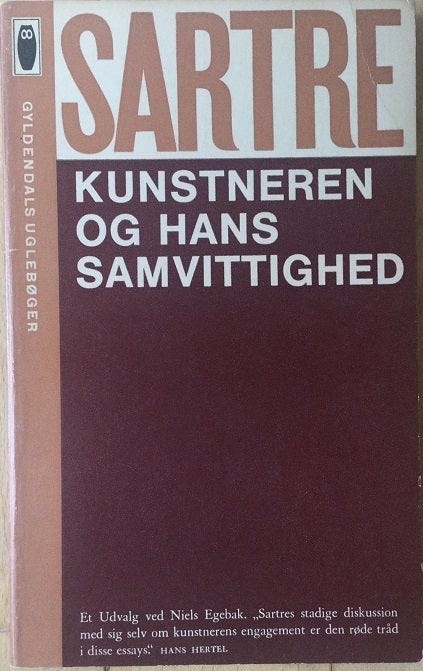 SARTRE
KUNSTNEREN
OG HANS
SAMVITTIGHED
GYLDENDALS UGLEBØGER
Et Udvalg ved Niels Egebak. „Sartres stadige diskussion
med sig selv om kunstnerens engagement er den røde tråd
i disse essays.“ HANS HERTEL